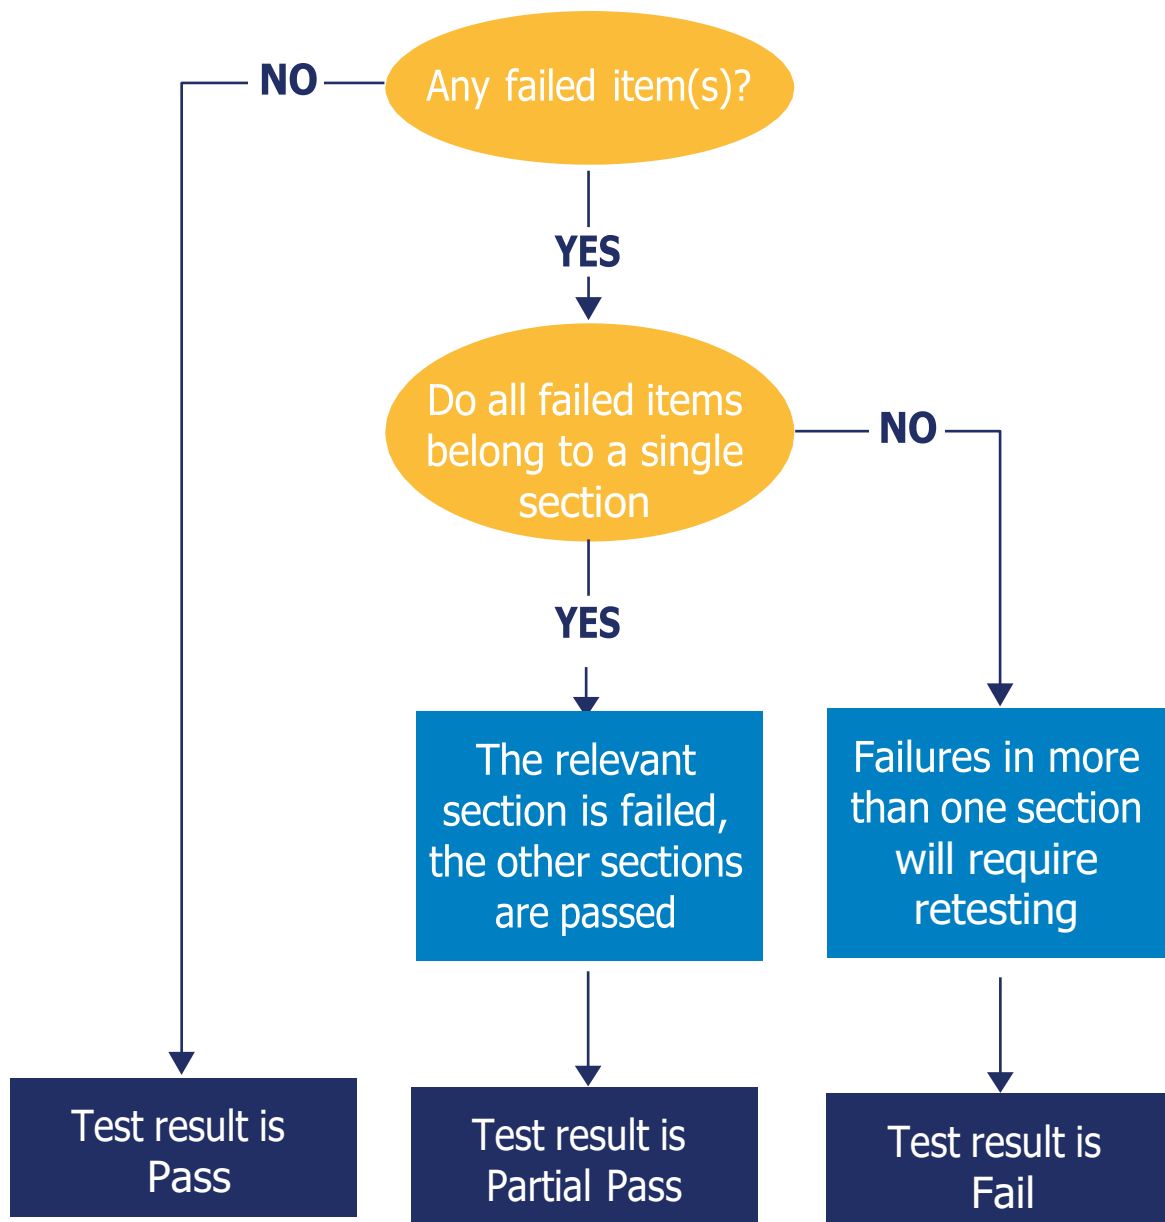 Any failed item(s)?
NO
YES
Do all failed items
belong to a single
section
NO
YES
The relevant
section is failed,
the other sections
are passed
Failures in more
than one section
will require
retesting
Test result is
Pass
Test result is
Partial Pass
Test result is
Fail